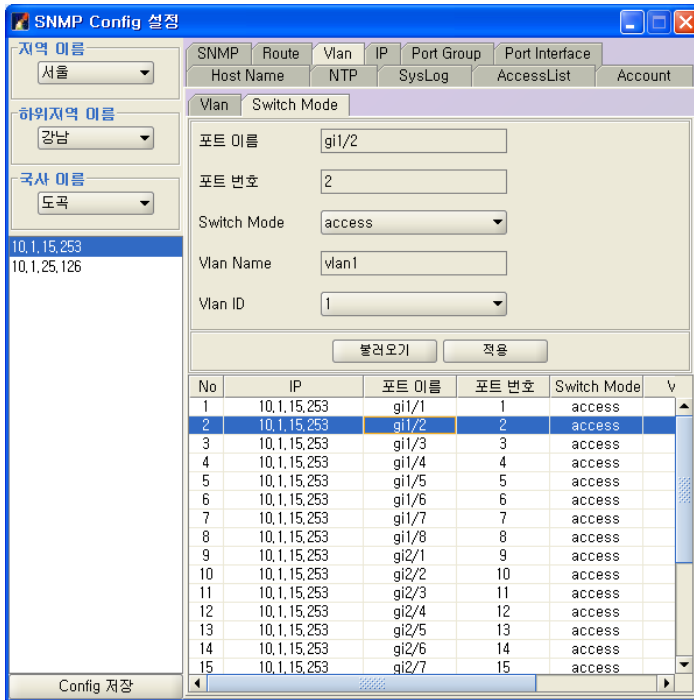 SNMP Config 설정
지역 이름
서울
하위지역 이름
강남
국사 이름
도곡
10,1,15,253
10,1,25,126
Config 저장
SNMP Route Vlan IP Port Group Port Interface
Host Name NTP SysLog AccessList Account
Vlan Switch Mode
포트 이름 gi1/2
포트 번호 2
Switch Mode access
Vlan Name vlan1
Vlan ID 1
불러오기 적용
No IP 포트 이름 포트 번호 Switch Mode V
1 10,1,15,253 gi1/1 1 access
2 10,1,15,253 gi1/2 2 access
3 10,1,15,253 gi1/3 3 access
4 10,1,15,253 gi1/4 4 access
5 10,1,15,253 gi1/5 5 access
6 10,1,15,253 gi1/6 6 access
7 10,1,15,253 gi1/7 7 access
8 10,1,15,253 gi1/8 8 access
9 10,1,15,253 gi2/1 9 access
10 10,1,15,253 gi2/2 10 access
11 10,1,15,253 gi2/3 11 access
12 10,1,15,253 gi2/4 12 access
13 10,1,15,253 gi2/5 13 access
14 10,1,15,253 gi2/6 14 access
15 10,1,15,253 gi2/7 15 access